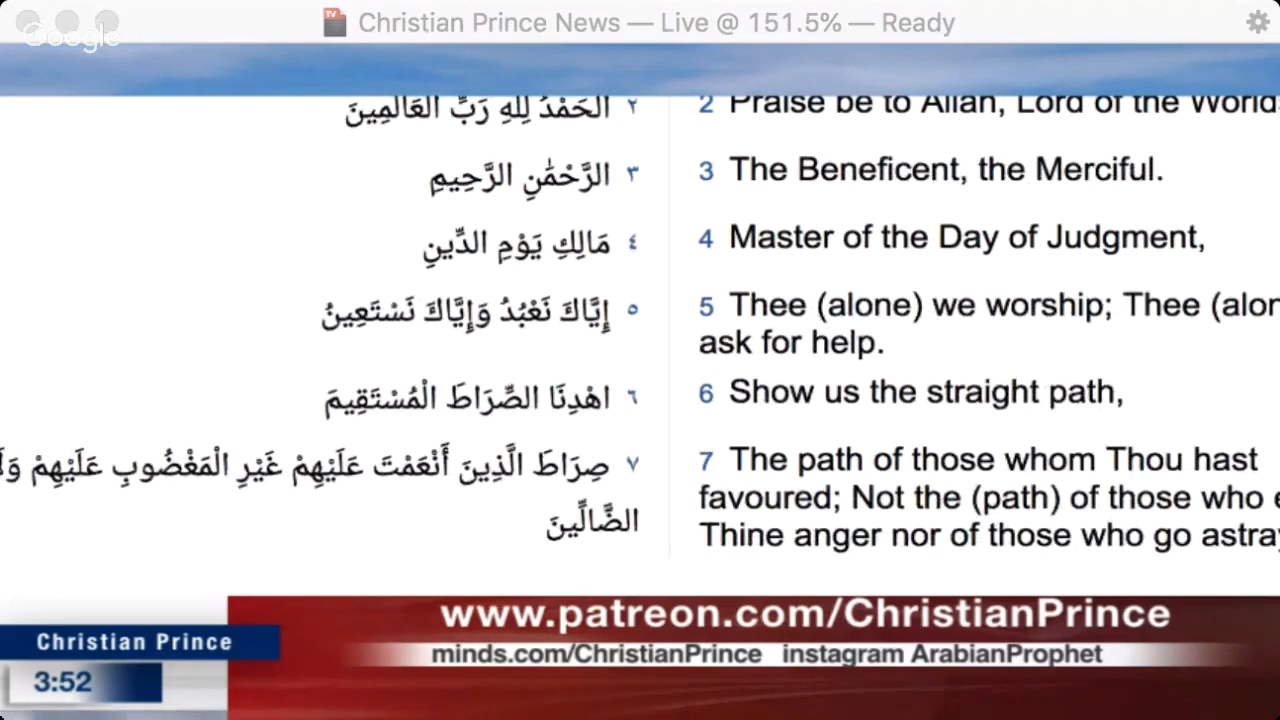 Christian Prince News — Live @ 151.5% — Ready
Google
٢ الْحَمْدُ لِلَّهِ رَبِّ الْعَالَمِينَ
2 Praise be to Allah, Lord of the Worlds
٣ الرَّحْمَٰنِ الرَّحِيمِ
3 The Beneficent, the Merciful.
٤ مَالِكِ يَوْمِ الدِّينِ
4 Master of the Day of Judgment,
٥ إِيَّاكَ نَعْبُدُ وَإِيَّاكَ نَسْتَعِينُ
5 Thee (alone) we worship; Thee (alon
ask for help.
٦ اهْدِنَا الصِّرَاطَ الْمُسْتَقِيمَ
6 Show us the straight path,
٧ صِرَاطَ الَّذِينَ أَنْعَمْتَ عَلَيْهِمْ غَيْرِ الْمَغْضُوبِ عَلَيْهِمْ وَلَا
الضَّالِّينَ
7 The path of those whom Thou hast
favoured; Not the (path) of those who e
Thine anger nor of those who go astray
www.patreon.com/ChristianPrince
Christian Prince
minds.com/ChristianPrince instagram ArabianProphet
3:52